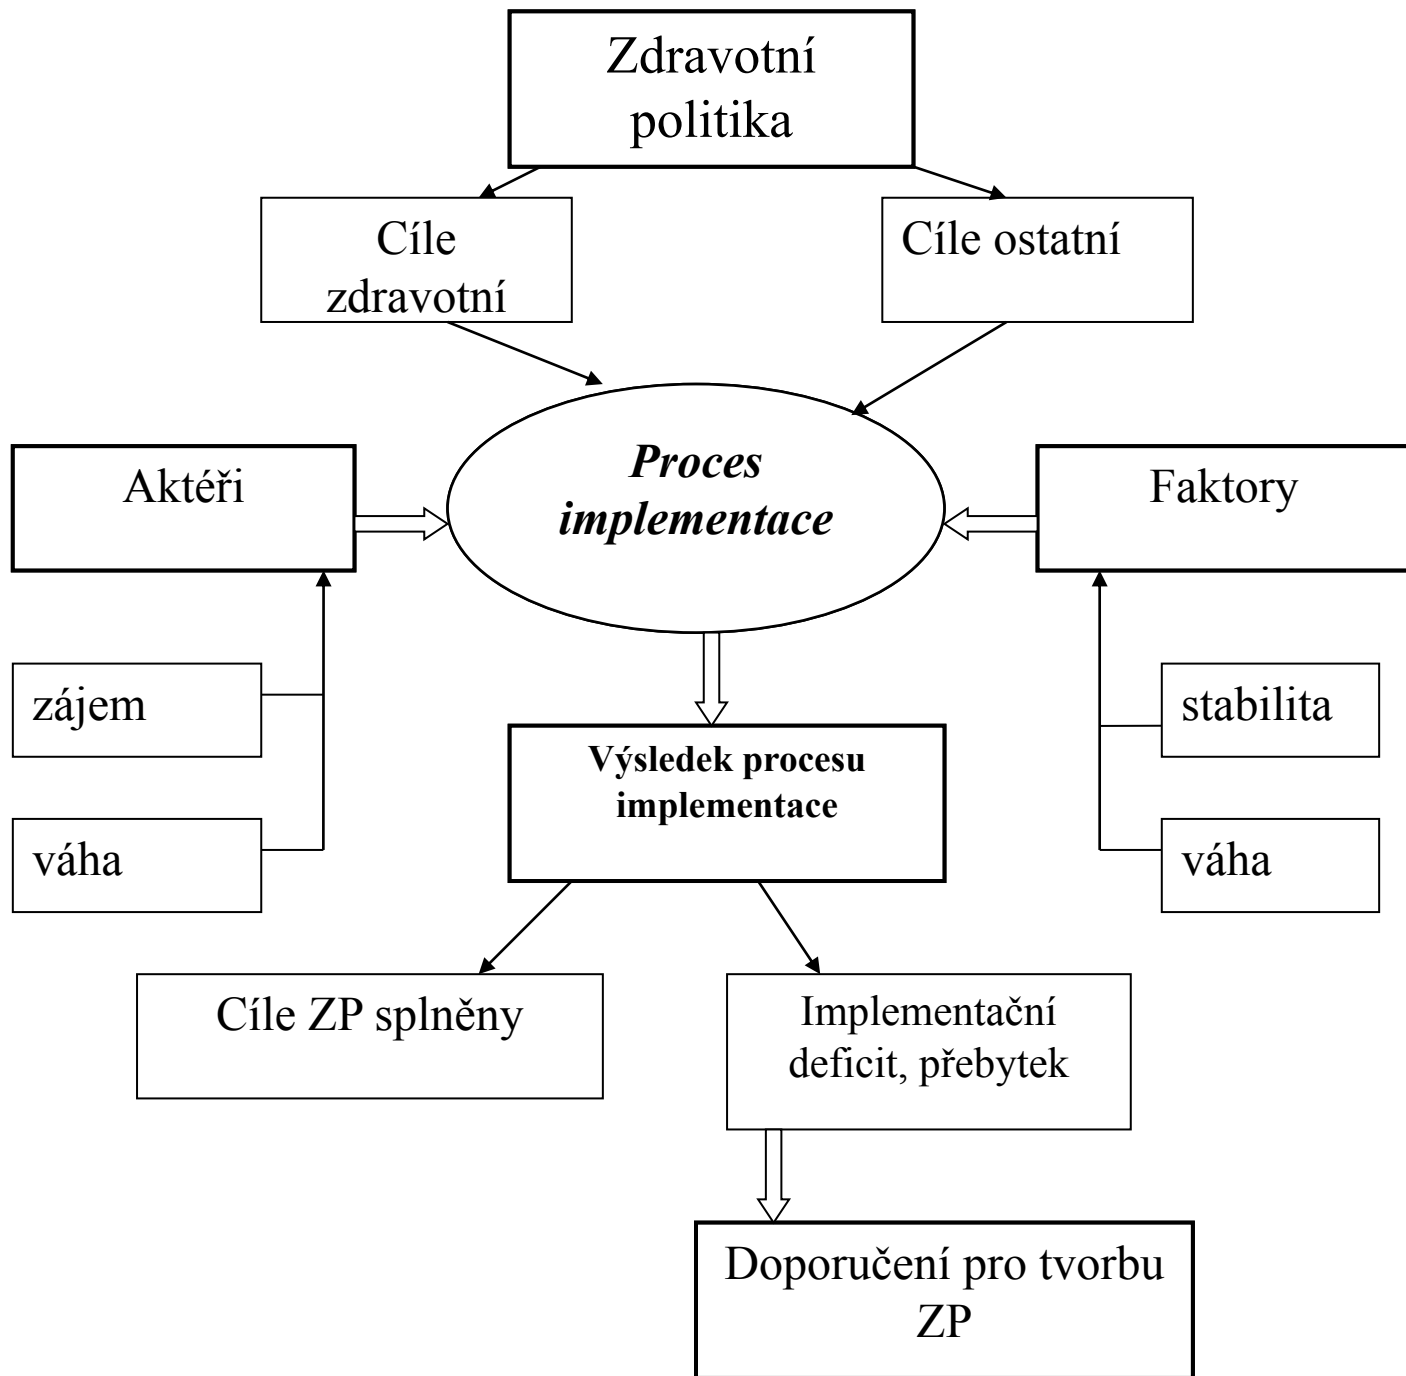 Zdravotní
politika
Cíle
zdravotní
Cíle ostatní
Proces
implementace
Aktéři
Faktory
zájem
stabilita
Výsledek procesu
implementace
váha
váha
Cíle ZP splněny
Implementační
deficit, přebytek
Doporučení pro tvorbu
ZP